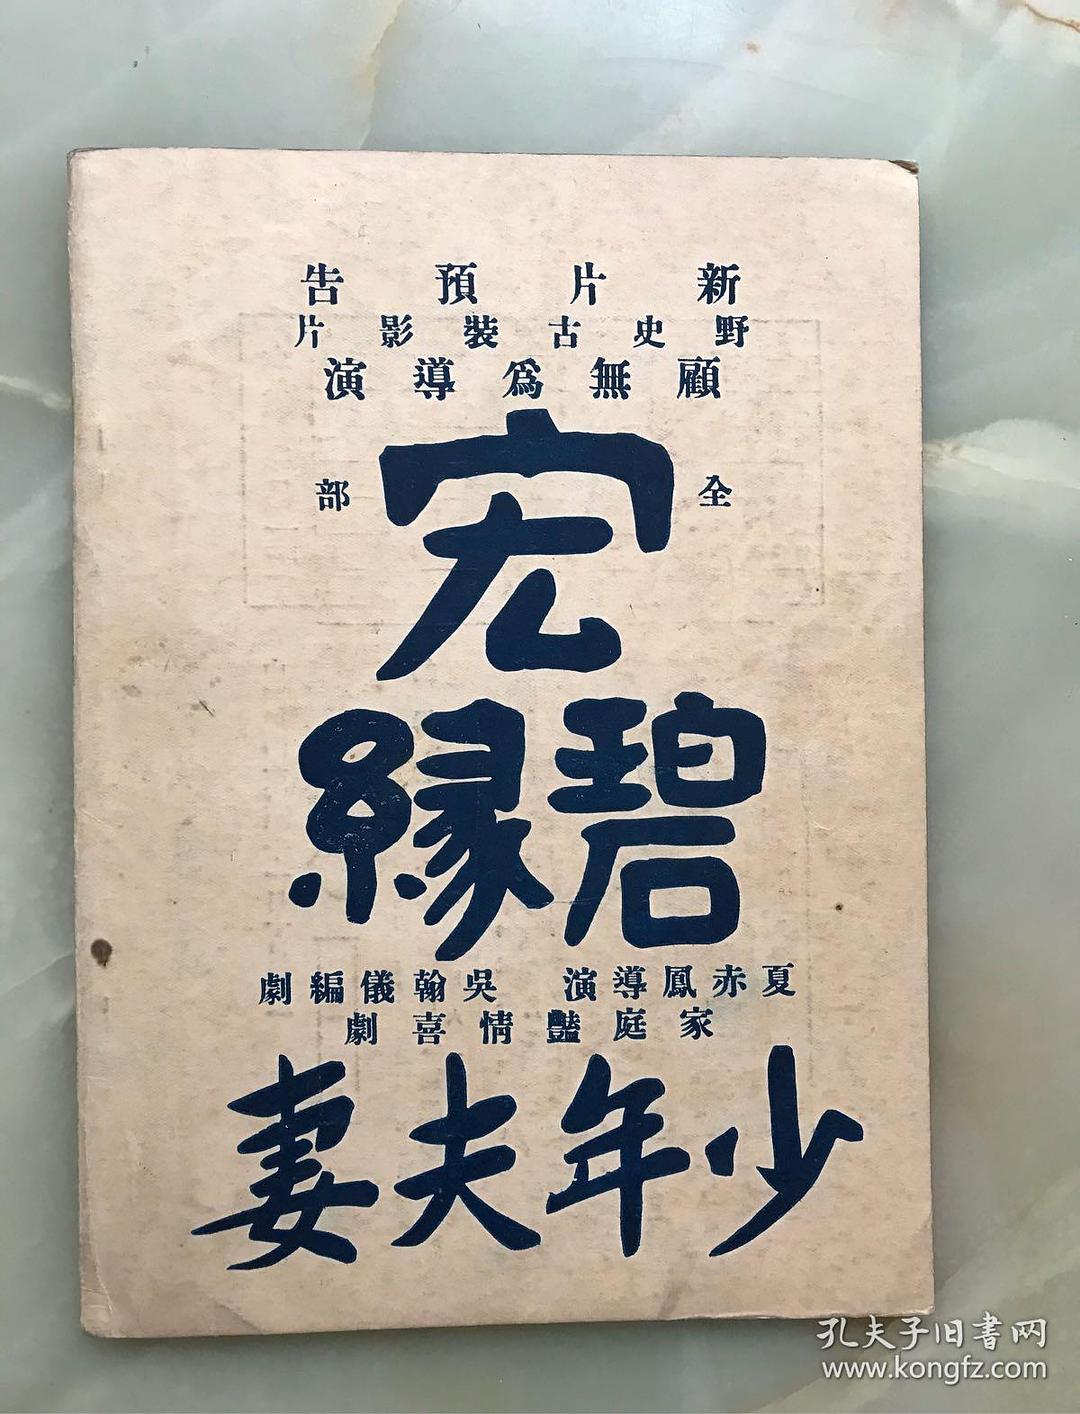 新片預告
野史古裝影片
顧無爲導演
全宏部
碧緣
夏赤鳳導演 吳翰儀編劇
家庭豔情喜劇
少年夫妻
孔夫子旧書网
www.kongfz.com